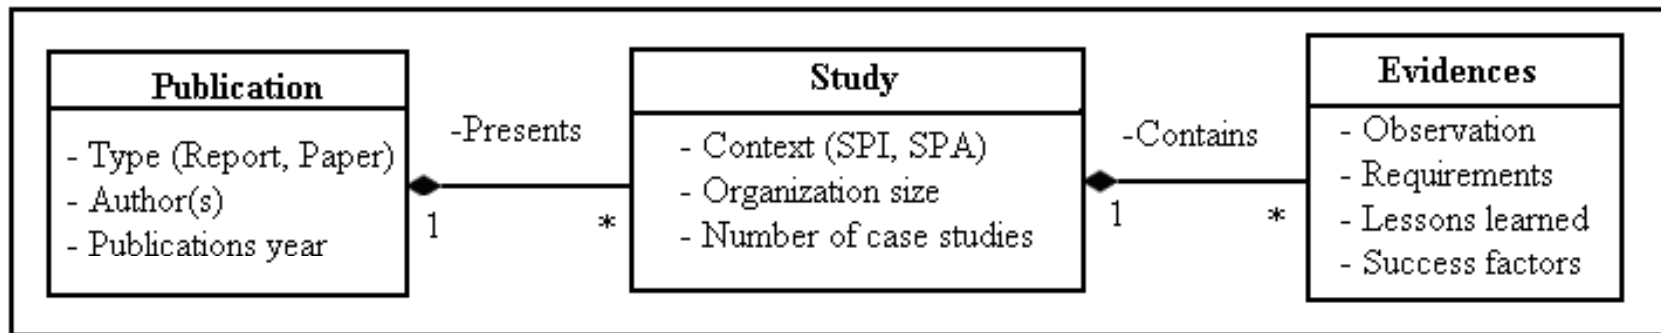 Publication
- Type (Report, Paper)
- Author(s)
- Publications year
-Presents
1
*
Study
- Context (SPI, SPA)
- Organization size
- Number of case studies
-Contains
1
*
Evidences
- Observation
- Requirements
- Lessons learned
- Success factors